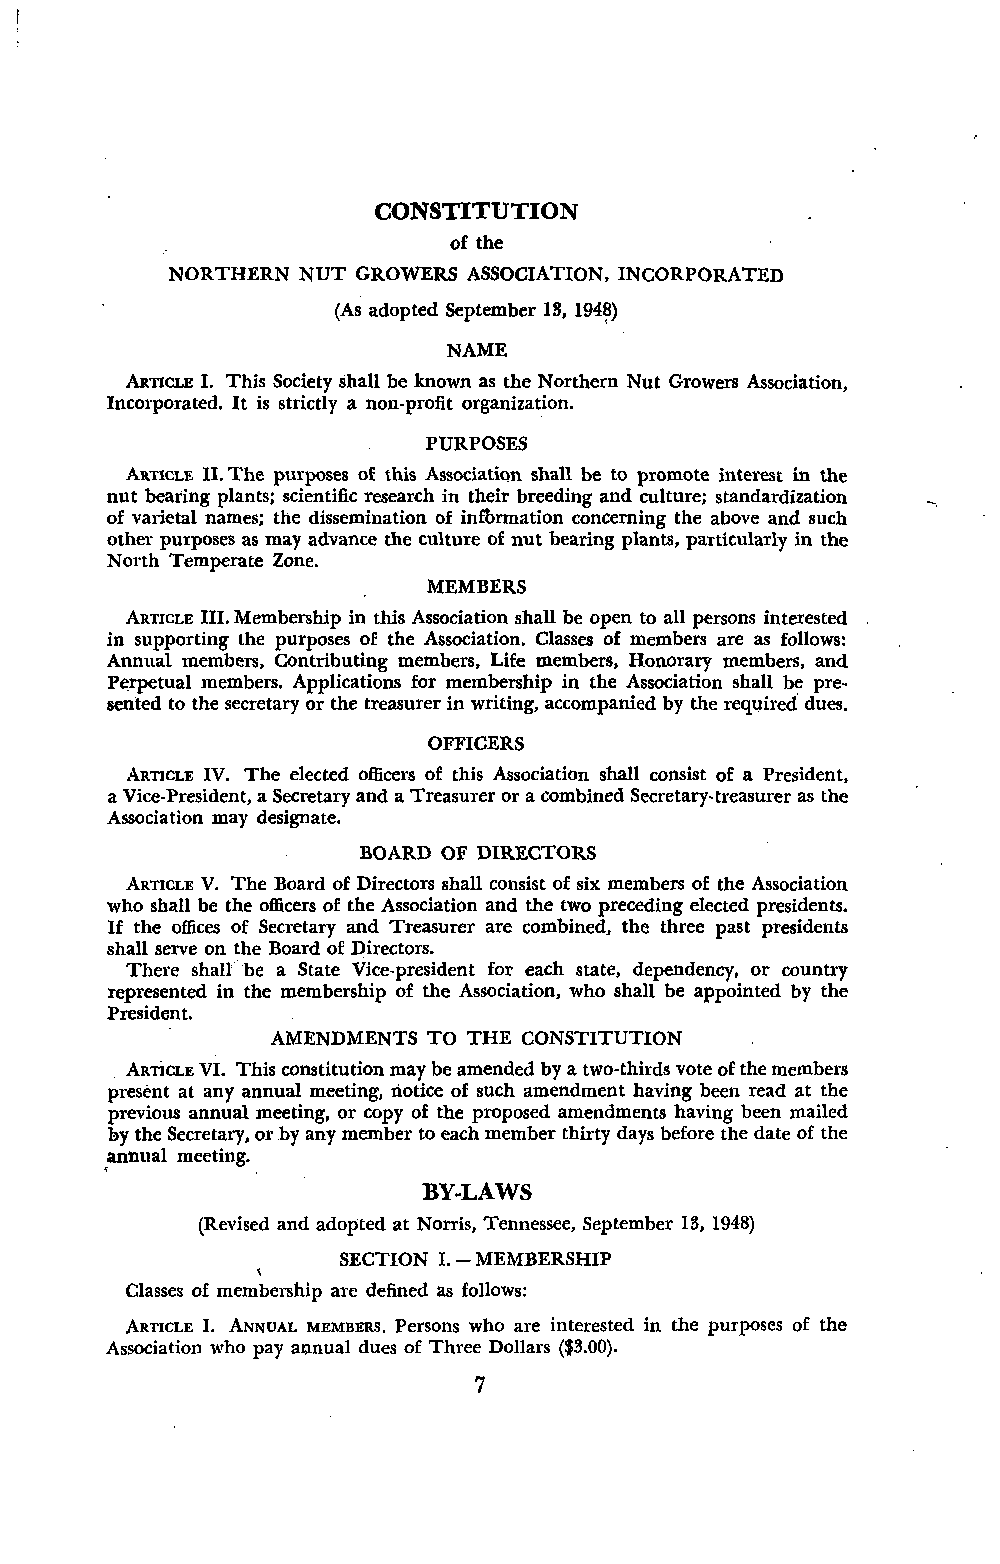 CONSTITUTION
of the
NORTHERN NUT GROWERS ASSOCIATION, INCORPORATED
(As adopted September 13, 1948)
NAME
ARTICLE I. This Society shall be known as the Northern Nut Growers Association,
Incorporated. It is strictly a non-profit organization.
PURPOSES
ARTICLE II. The purposes of this Association shall be to promote interest in the
nut bearing plants; scientific research in their breeding and culture; standardization
of varietal names; the dissemination of information concerning the above and such
other purposes as may advance the culture of nut bearing plants, particularly in the
North Temperate Zone.
MEMBERS
ARTICLE III. Membership in this Association shall be open to all persons interested
in supporting the purposes of the Association. Classes of members are as follows:
Annual members, Contributing members, Life members, Honorary members, and
Perpetual members. Applications for membership in the Association shall be pre-
sented to the secretary or the treasurer in writing, accompanied by the required dues.
OFFICERS
ARTICLE IV. The elected officers of this Association shall consist of a President,
a Vice-President, a Secretary and a Treasurer or a combined Secretary-treasurer as the
Association may designate.
BOARD OF DIRECTORS
ARTICLE V. The Board of Directors shall consist of six members of the Association
who shall be the officers of the Association and the two preceding elected presidents.
If the offices of Secretary and Treasurer are combined, the three past presidents
shall serve on the Board of Directors.
There shall be a State Vice-president for each state, dependency, or country
represented in the membership of the Association, who shall be appointed by the
President.
AMENDMENTS TO THE CONSTITUTION
ARTICLE VI. This constitution may be amended by a two-thirds vote of the members
present at any annual meeting, notice of such amendment having been read at the
previous annual meeting, or copy of the proposed amendments having been mailed
by the Secretary, or by any member to each member thirty days before the date of the
annual meeting.
BY-LAWS
(Revised and adopted at Norris, Tennessee, September 13, 1948)
SECTION I. — MEMBERSHIP
Classes of membership are defined as follows:
ARTICLE I. ANNUAL MEMBERS. Persons who are interested in the purposes of the
Association who pay annual dues of Three Dollars ($3.00).
7